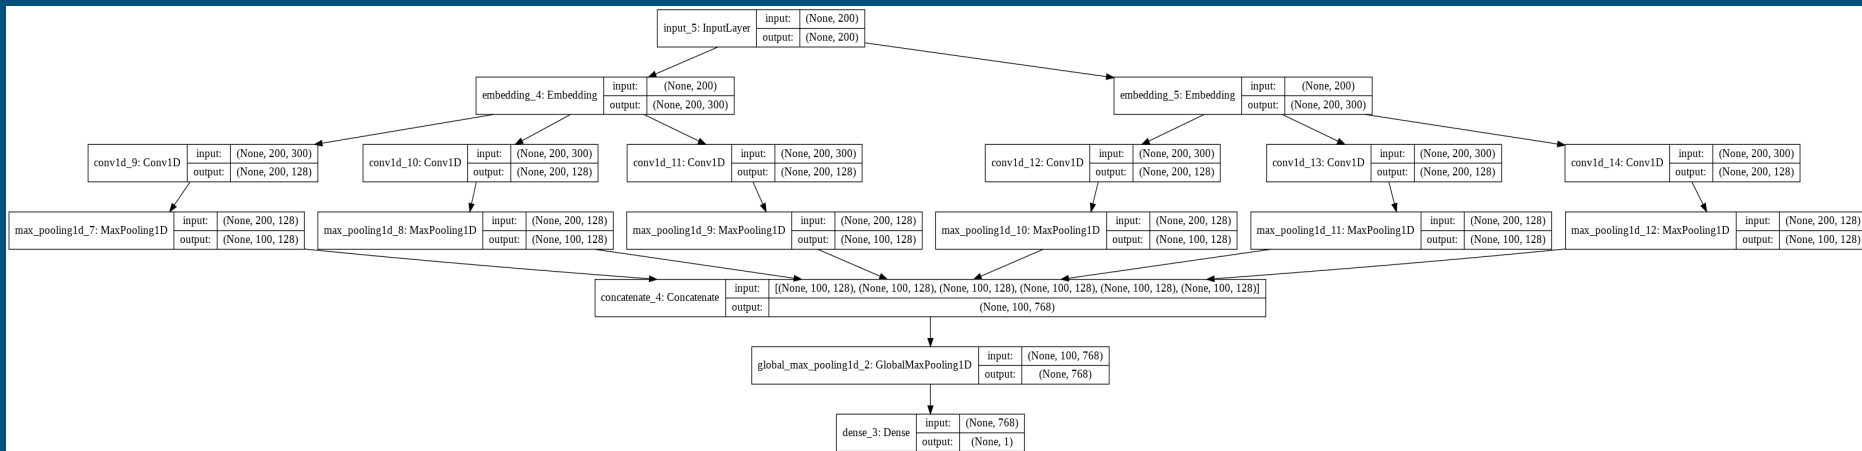 input_5: InputLayer
input: (None, 200)
output: (None, 200)
embedding_4: Embedding
input: (None, 200)
output: (None, 200, 300)
embedding_5: Embedding
input: (None, 200)
output: (None, 200, 300)
conv1d_9: Conv1D
input: (None, 200, 300)
output: (None, 200, 128)
conv1d_10: Conv1D
input: (None, 200, 300)
output: (None, 200, 128)
conv1d_11: Conv1D
input: (None, 200, 300)
output: (None, 200, 128)
conv1d_12: Conv1D
input: (None, 200, 300)
output: (None, 200, 128)
conv1d_13: Conv1D
input: (None, 200, 300)
output: (None, 200, 128)
conv1d_14: Conv1D
input: (None, 200, 300)
output: (None, 200, 128)
max_pooling1d_7: MaxPooling1D
input: (None, 200, 128)
output: (None, 100, 128)
max_pooling1d_8: MaxPooling1D
input: (None, 200, 128)
output: (None, 100, 128)
max_pooling1d_9: MaxPooling1D
input: (None, 200, 128)
output: (None, 100, 128)
max_pooling1d_10: MaxPooling1D
input: (None, 200, 128)
output: (None, 100, 128)
max_pooling1d_11: MaxPooling1D
input: (None, 200, 128)
output: (None, 100, 128)
max_pooling1d_12: MaxPooling1D
input: (None, 200, 128)
output: (None, 100, 128)
concatenate_4: Concatenate
input: [(None, 100, 128), (None, 100, 128), (None, 100, 128), (None, 100, 128), (None, 100, 128), (None, 100, 128)]
output: (None, 100, 768)
global_max_pooling1d_2: GlobalMaxPooling1D
input: (None, 100, 768)
output: (None, 768)
dense_3: Dense
input: (None, 768)
output: (None, 1)